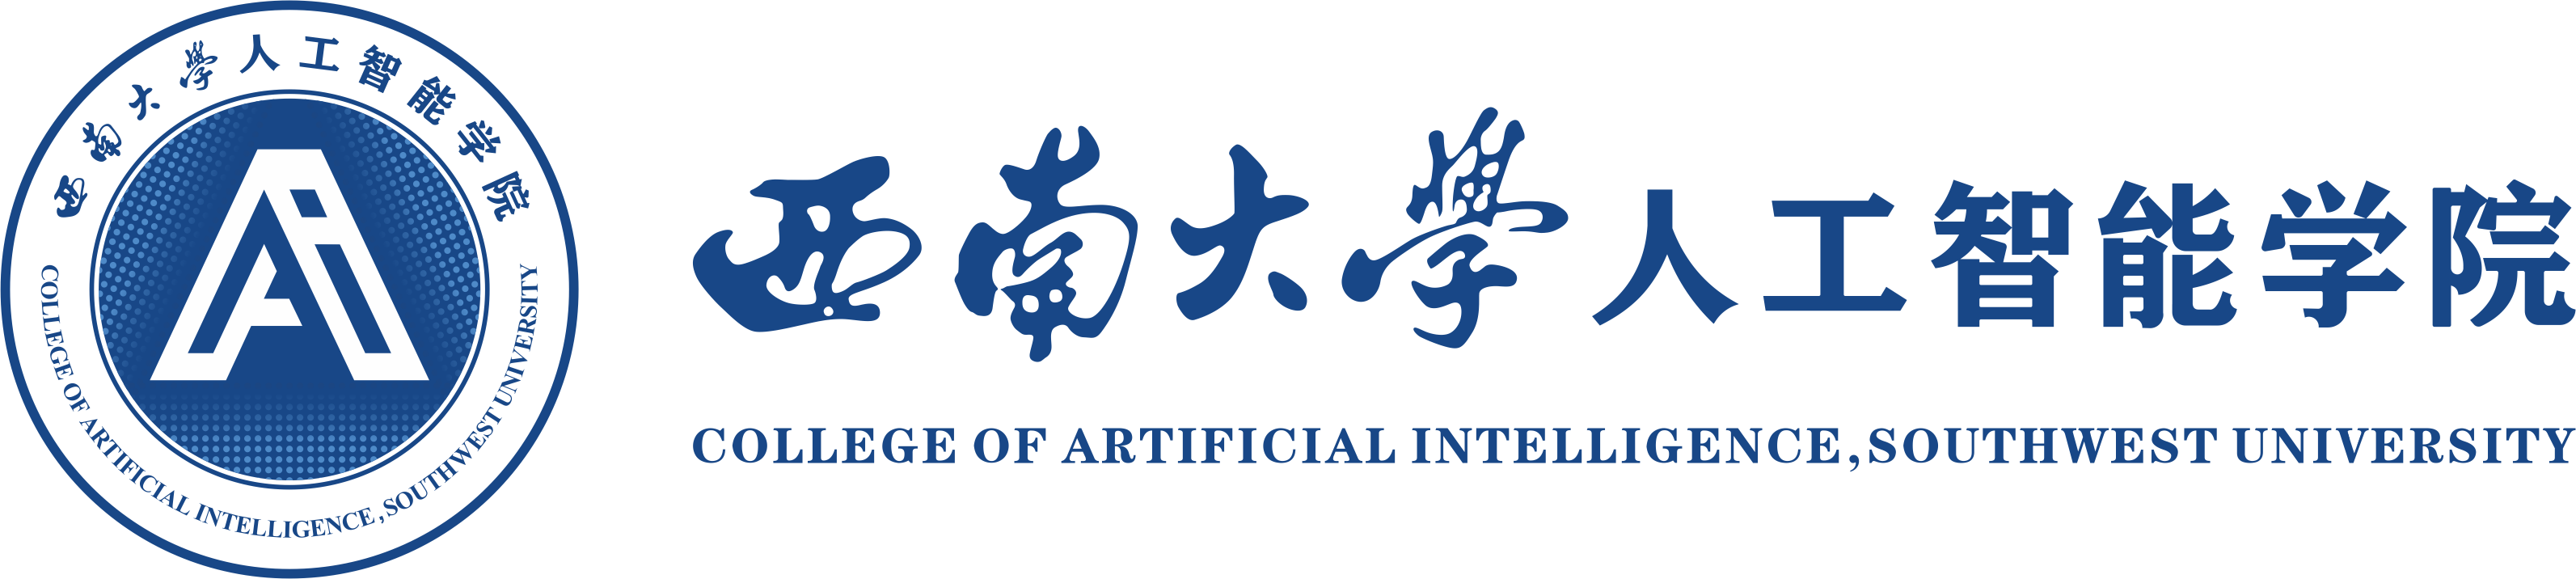 西南大學人工智能学院
COLLEGE OF ARTIFICIAL INTELLIGENCE,SOUTHWEST UNIVERSITY
Ai
西南大學人工智能学院
COLLEGE OF ARTIFICIAL INTELLIGENCE,SOUTHWEST UNIVERSITY